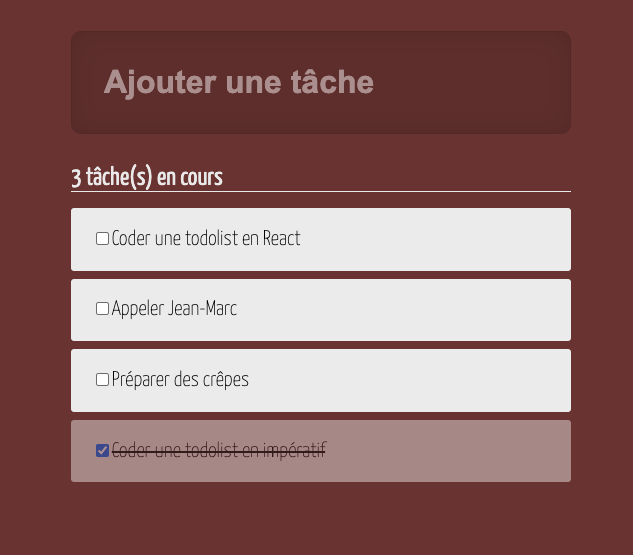 Ajouter une tâche
3 tâche(s) en cours
Coder une todolist en React
Appeler Jean-Marc
Préparer des crêpes
Coder une todolist en impératif